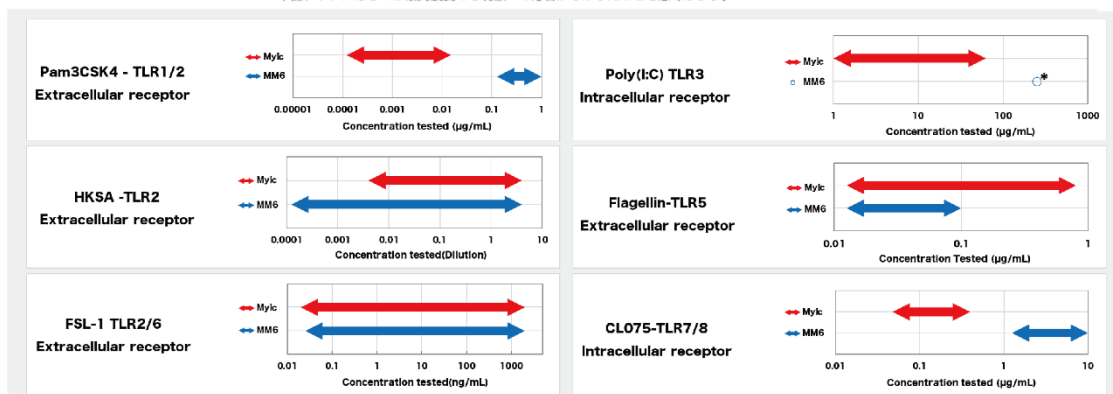 Pam3CSK4 - TLR1/2
Extracellular receptor
Mylc
MM6
0.00001 0.0001 0.001 0.01 0.1 1
Concentration tested (μg/mL)
Poly(I:C) TLR3
Intracellular receptor
Mylc
MM6
*
1 10 100 1000
Concentration tested (μg/mL)
HKSA -TLR2
Extracellular receptor
Mylc
MM6
0.0001 0.001 0.01 0.1 1 10
Concentration tested(Dilution)
Flagellin-TLR5
Extracellular receptor
Mylc
MM6
0.01 0.1 1
Concentration Tested (μg/mL)
FSL-1 TLR2/6
Extracellular receptor
Mylc
MM6
0.01 0.1 1 10 100 1000
Concentration tested(ng/mL)
CL075-TLR7/8
Intracellular receptor
Mylc
MM6
0.01 0.1 1 10
Concentration tested (μg/mL)